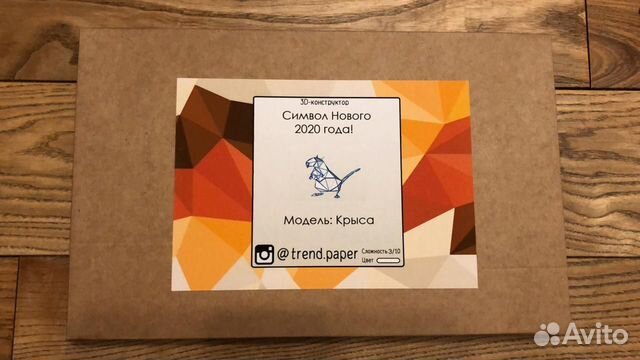 3D-конструктор
Символ Нового
2020 года!
Модель: Крыса
@trend.paper
Сложность:3/10
Цвет
Avito